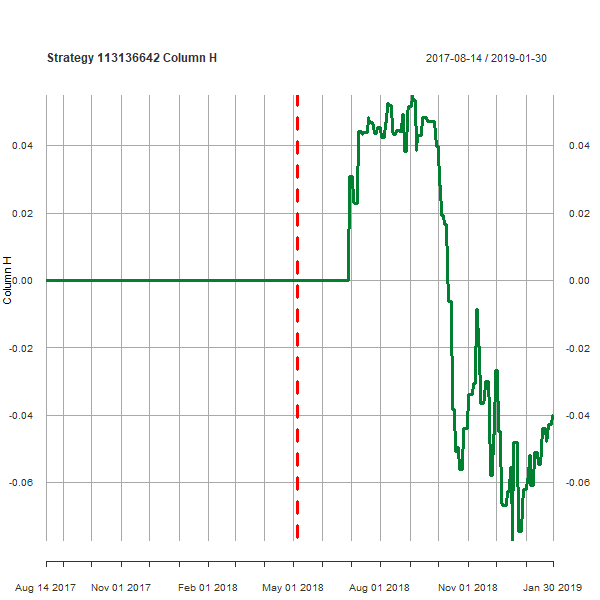 Strategy 113136642 Column H
2017-08-14 / 2019-01-30
0.04 0.04
0.02 0.02
0.00 0.00
-0.02 -0.02
-0.04 -0.04
-0.06 -0.06
Column H
Aug 14 2017 Nov 01 2017 Feb 01 2018 May 01 2018 Aug 01 2018 Nov 01 2018 Jan 30 2019